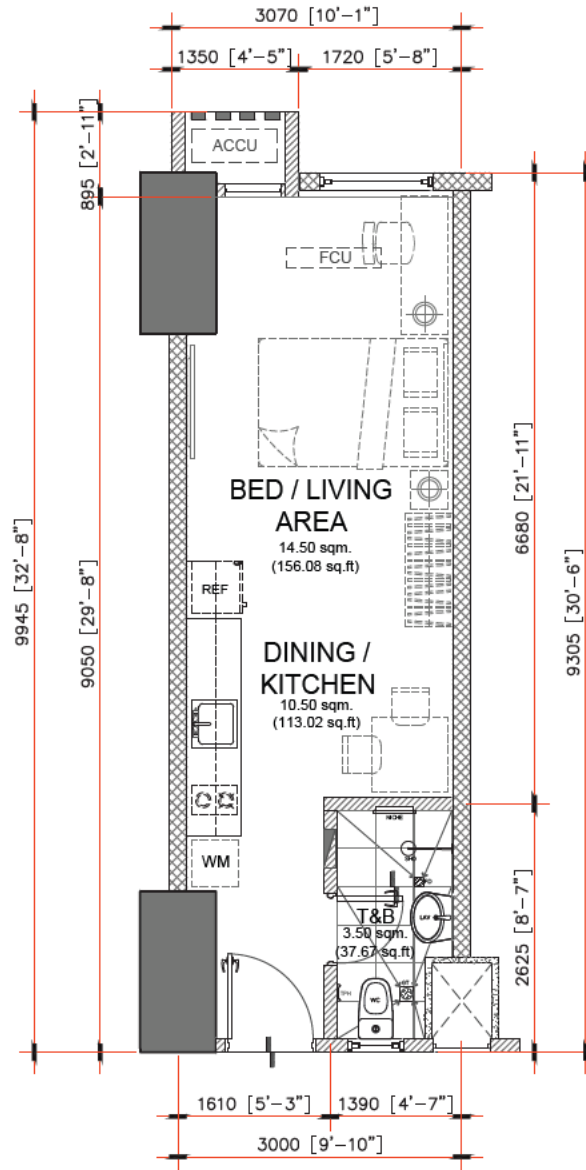 3070 [10'-1"]
1350 [4'-5"]
1720 [5'-8"]
895 [2'-11"]
ACCU
FCU
BED / LIVING
AREA
14.50 sqm.
(156.08 sq.ft)
6680 [21'-11"]
9945 [32'-8"]
9050 [29'-8"]
9305 [30'-6"]
REF
DINING /
KITCHEN
10.50 sqm.
(113.02 sq.ft)
NICHE
WM
T&B
3.50 sqm.
(37.67 sq.ft)
LAV
2625 [8'-7"]
WC
1610 [5'-3"]
1390 [4'-7"]
3000 [9'-10"]